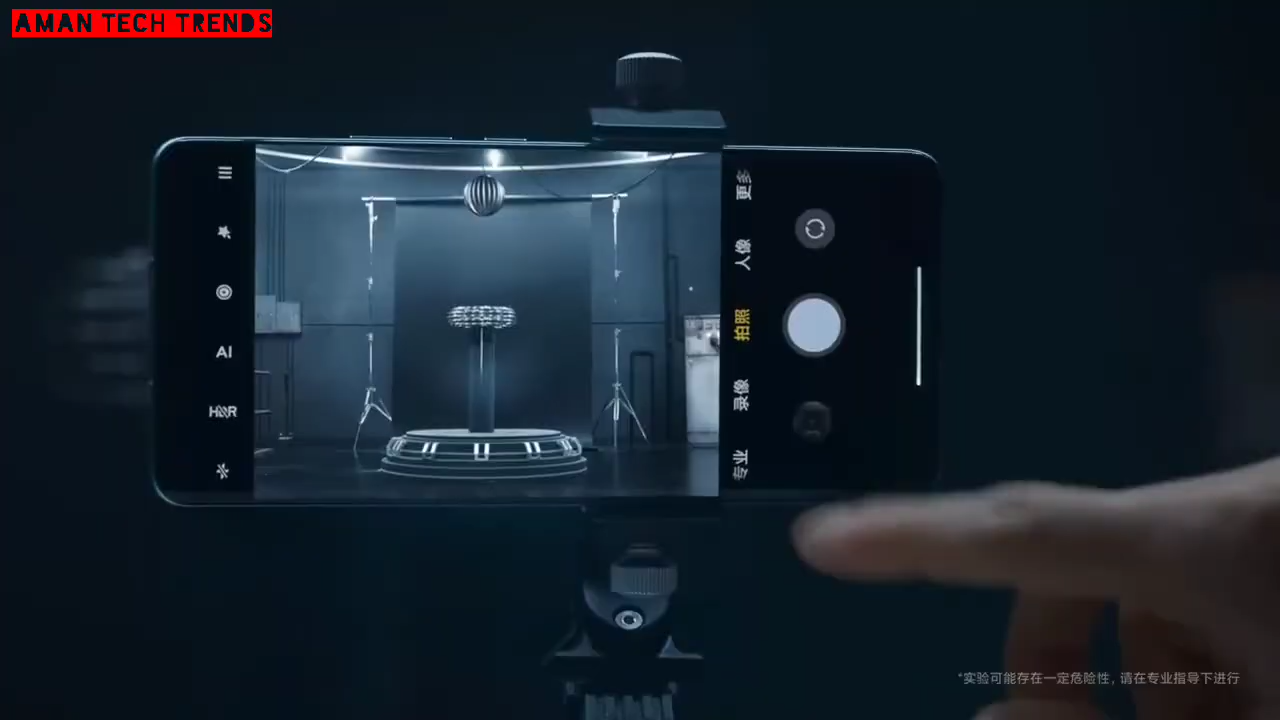 AMAN TECH TRENDS
更多
人像
拍照
录像
专业
AI
HDR
*实验可能存在一定危险性，请在专业指导下进行